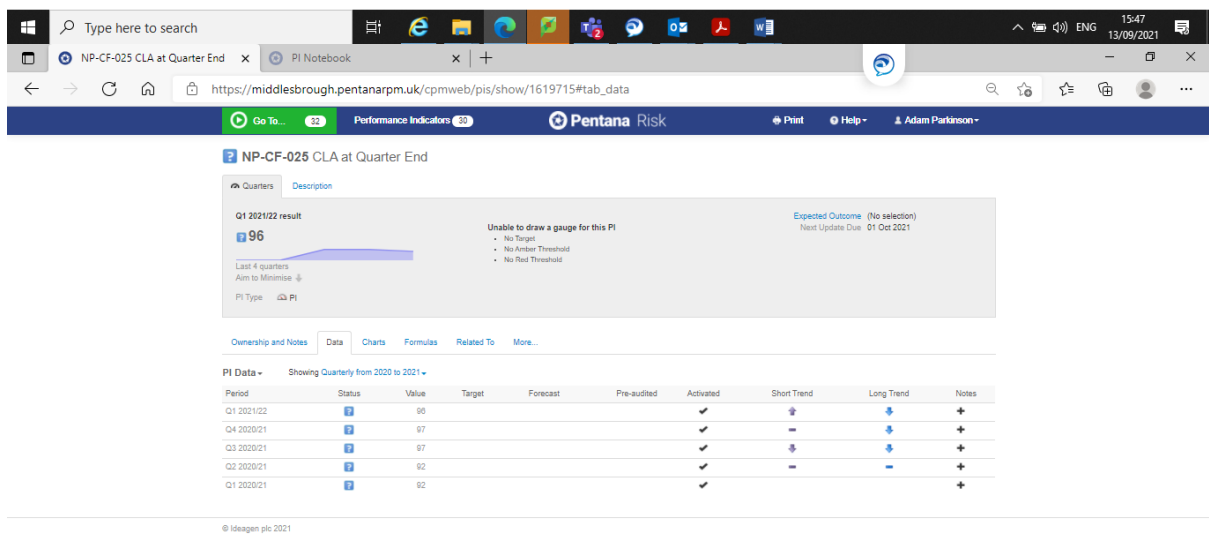 Type here to search
ENG
15:47
13/09/2021
NP-CF-025 CLA at Quarter End
PI Notebook
https://middlesbrough.pentanarpm.uk/cpmweb/pis/show/1619715#tab_data
Go To... 32 Performance Indicators 30 Pentana Risk Print Help Adam Parkinson
NP-CF-025 CLA at Quarter End
Quarters Description
Q1 2021/22 result
? 96
Last 4 quarters
Aim to Minimise
PI Type PI
Unable to draw a gauge for this PI
• No Target
• No Amber Threshold
• No Red Threshold
Expected Outcome (No selection)
Next Update Due 01 Oct 2021
Ownership and Notes Data Charts Formulas Related To More...
PI Data Showing Quarterly from 2020 to 2021
Period Status Value Target Forecast Pre-audited Activated Short Trend Long Trend Notes
Q1 2021/22 ? 96
Q4 2020/21 ? 97
Q3 2020/21 ? 97
Q2 2020/21 ? 92
Q1 2020/21 ? 92
© Ideagen plc 2021